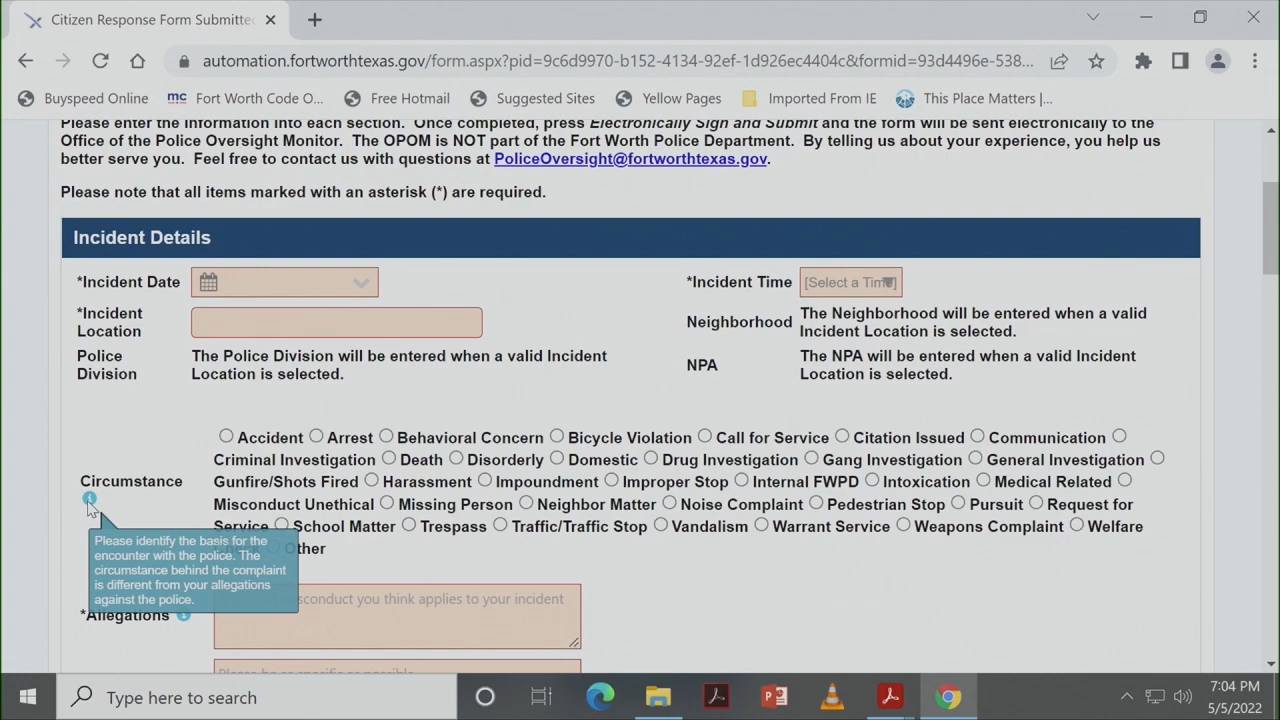 Citizen Response Form Submitte
automation.fortworthtexas.gov/form.aspx?pid=9c6d9970-b152-4134-92ef-1d926ec4404c&formid=93d4496e-538...
Buyspeed Online
mc Fort Worth Code O...
Free Hotmail
Suggested Sites
Yellow Pages
Imported From IE
This Place Matters |...
Please enter the information into each section. Once completed, press Electronically Sign and Submit and the form will be sent electronically to the
Office of the Police Oversight Monitor. The OPOM is NOT part of the Fort Worth Police Department. By telling us about your experience, you help us
better serve you. Feel free to contact us with questions at PoliceOversight@fortworthtexas.gov.
Please note that all items marked with an asterisk (*) are required.
Incident Details
*Incident Date
*Incident Time [Select a Time]
*Incident
Location
Neighborhood
The Neighborhood will be entered when a valid
Incident Location is selected.
Police
Division
The Police Division will be entered when a valid Incident
Location is selected.
NPA
The NPA will be entered when a valid Incident
Location is selected.
Accident Arrest Behavioral Concern Bicycle Violation Call for Service Citation Issued Communication
Criminal Investigation Death Disorderly Domestic Drug Investigation Gang Investigation General Investigation
Circumstance
Gunfire/Shots Fired Harassment Impoundment Improper Stop Internal FWPD Intoxication Medical Related
Misconduct Unethical Missing Person Neighbor Matter Noise Complaint Pedestrian Stop Pursuit Request for
Service School Matter Trespass Traffic/Traffic Stop Vandalism Warrant Service Weapons Complaint Welfare
Other
Please identify the basis for the
encounter with the police. The
circumstance behind the complaint
is different from your allegations
against the police.
*Allegations
misconduct you think applies to your incident
Please be as specific as possible
Type here to search
7:04 PM
5/5/2022